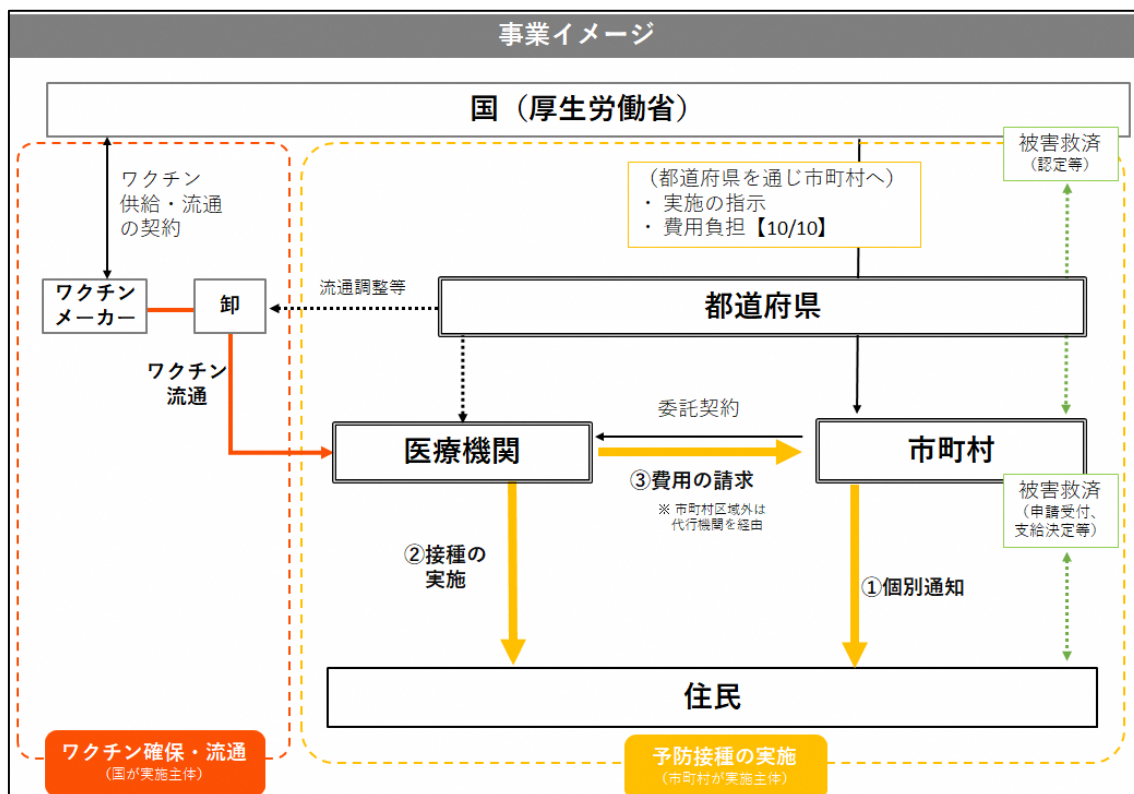 事業イメージ
国（厚生労働省）
ワクチン
供給・流通
の契約
（都道府県を通じ市町村へ）
・ 実施の指示
・ 費用負担【10/10】
被害救済
（認定等）
ワクチン
メーカー
卸
流通調整等
都道府県
ワクチン
流通
医療機関
委託契約
市町村
③費用の請求
※ 市町村区域外は
代行機関を経由
被害救済
（申請受付、
支給決定等）
②接種の
実施
①個別通知
住民
ワクチン確保・流通
（国が実施主体）
予防接種の実施
（市町村が実施主体）